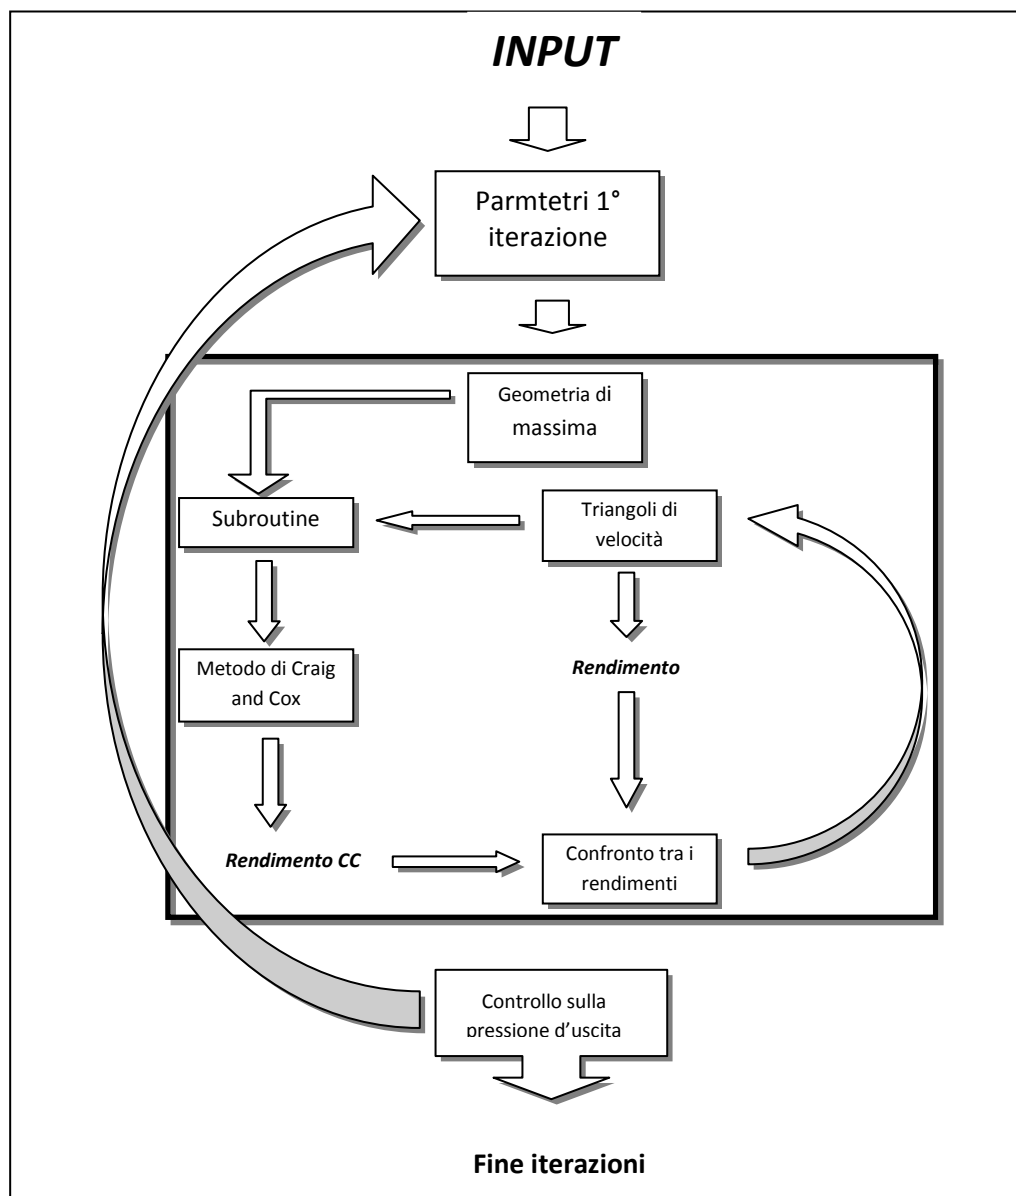 INPUT
Parmtetri 1°
iterazione
Geometria di
massima
Subroutine
Triangoli di
velocità
Metodo di Craig
and Cox
Rendimento
Rendimento CC
Confronto tra i
rendimenti
Controllo sulla
pressione d’uscita
Fine iterazioni